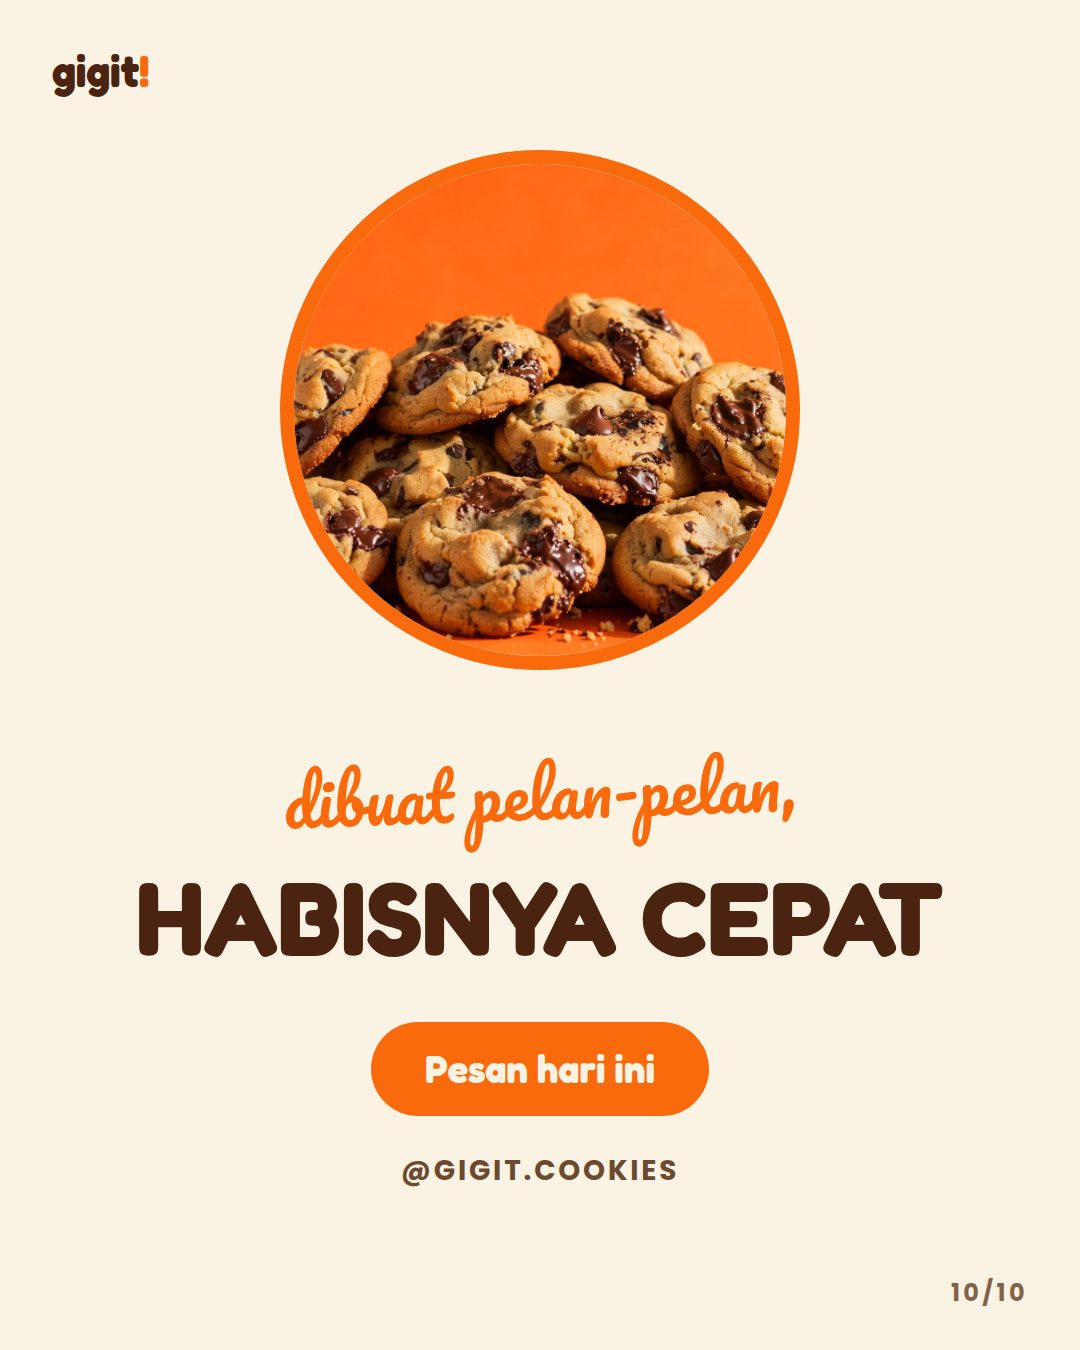 gigit!
dibuat pelan-pelan,
HABISNYA CEPAT
Pesan hari ini
@GIGIT.COOKIES
10/10